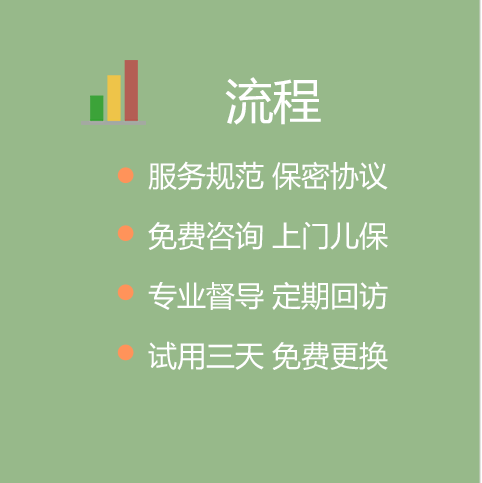 流程
服务规范 保密协议
免费咨询 上门儿保
专业督导 定期回访
试用三天 免费更换